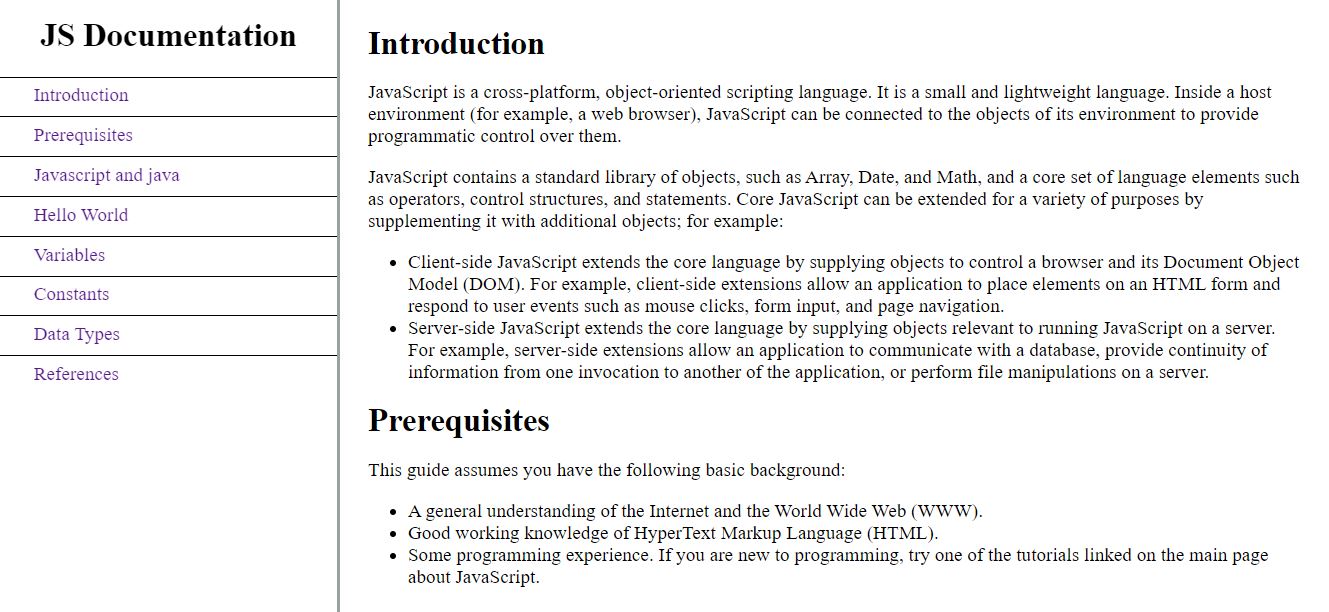 JS Documentation
Introduction
Prerequisites
Javascript and java
Hello World
Variables
Constants
Data Types
References
Introduction
JavaScript is a cross-platform, object-oriented scripting language. It is a small and lightweight language. Inside a host
environment (for example, a web browser), JavaScript can be connected to the objects of its environment to provide
programmatic control over them.
JavaScript contains a standard library of objects, such as Array, Date, and Math, and a core set of language elements such
as operators, control structures, and statements. Core JavaScript can be extended for a variety of purposes by
supplementing it with additional objects; for example:
• Client-side JavaScript extends the core language by supplying objects to control a browser and its Document Object
Model (DOM). For example, client-side extensions allow an application to place elements on an HTML form and
respond to user events such as mouse clicks, form input, and page navigation.
• Server-side JavaScript extends the core language by supplying objects relevant to running JavaScript on a server.
For example, server-side extensions allow an application to communicate with a database, provide continuity of
information from one invocation to another of the application, or perform file manipulations on a server.
Prerequisites
This guide assumes you have the following basic background:
• A general understanding of the Internet and the World Wide Web (WWW).
• Good working knowledge of HyperText Markup Language (HTML).
• Some programming experience. If you are new to programming, try one of the tutorials linked on the main page
about JavaScript.